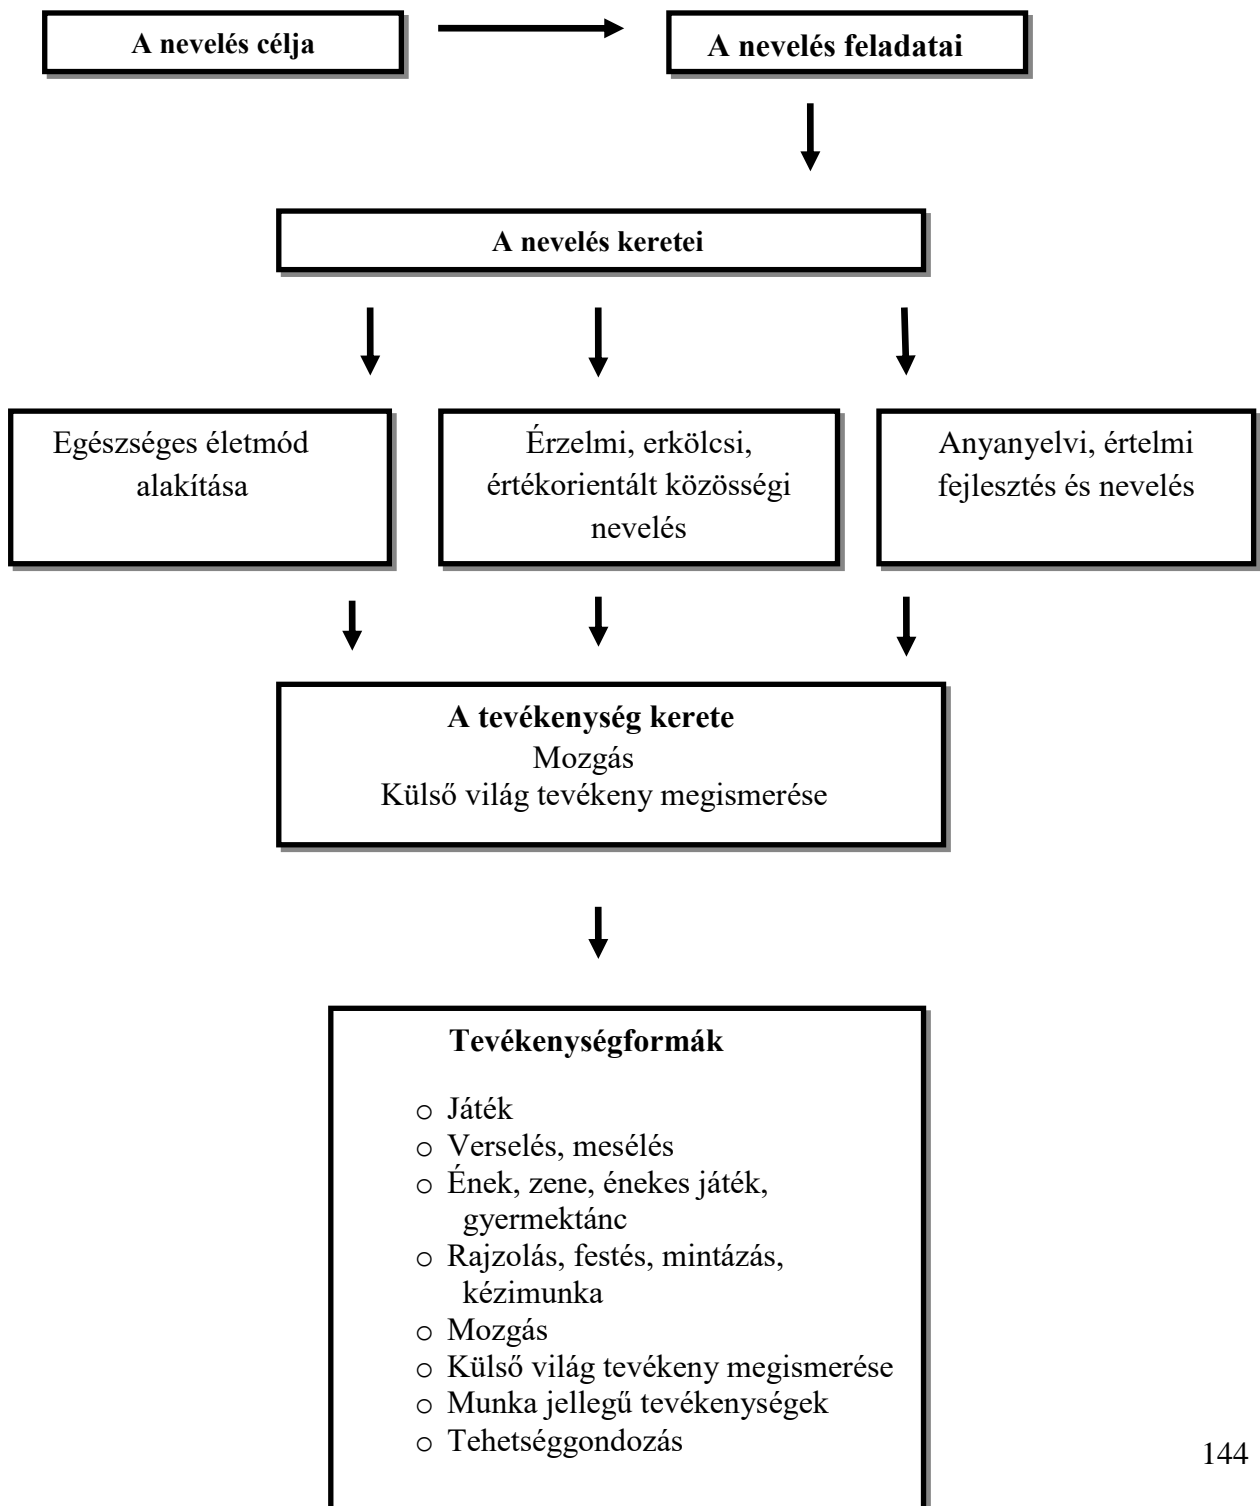 A nevelés célja
A nevelés feladatai
A nevelés keretei
Egészséges életmód
alakítása
Érzelmi, erkölcsi,
értékorientált közösségi
nevelés
Anyanyelvi, értelmi
fejlesztés és nevelés
A tevékenység kerete
Mozgás
Külső világ tevékeny megismerése
Tevékenységformák
o Játék
o Verselés, mesélés
o Ének, zene, énekes játék,
gyermektánc
o Rajzolás, festés, mintázás,
kézimunka
o Mozgás
o Külső világ tevékeny megismerése
o Munka jellegű tevékenységek
o Tehetséggondozás
144